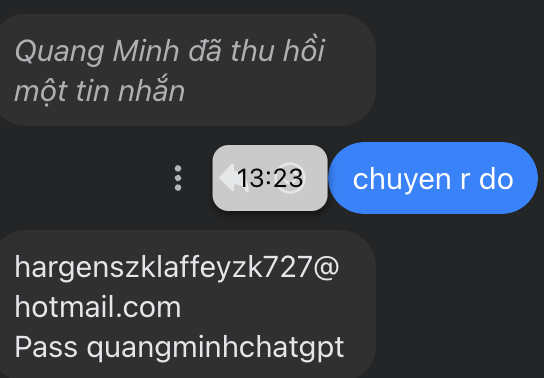 Quang Minh đã thu hồi
một tin nhắn
13:23
chuyen r do
hargenszklaffeyzk727@
hotmail.com
Pass quangminhchatgpt